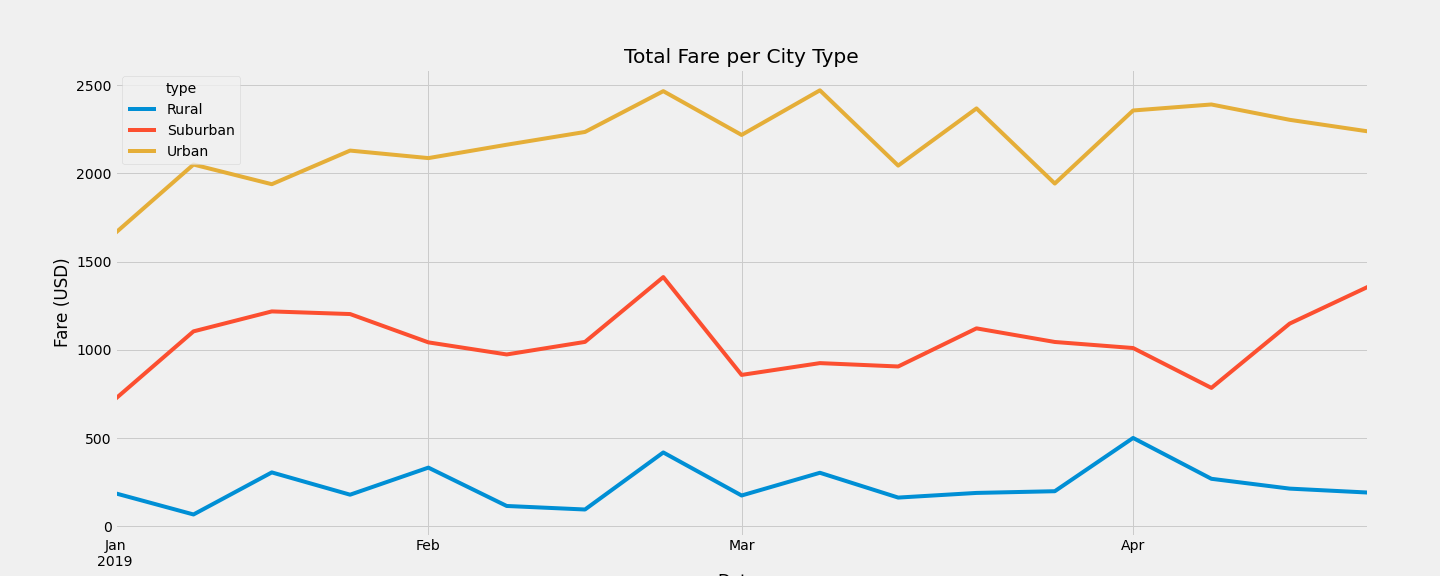 Total Fare per City Type
type
Rural
Suburban
Urban
Fare (USD)
2500
2000
1500
1000
500
0
Jan
2019
Feb
Mar
Apr